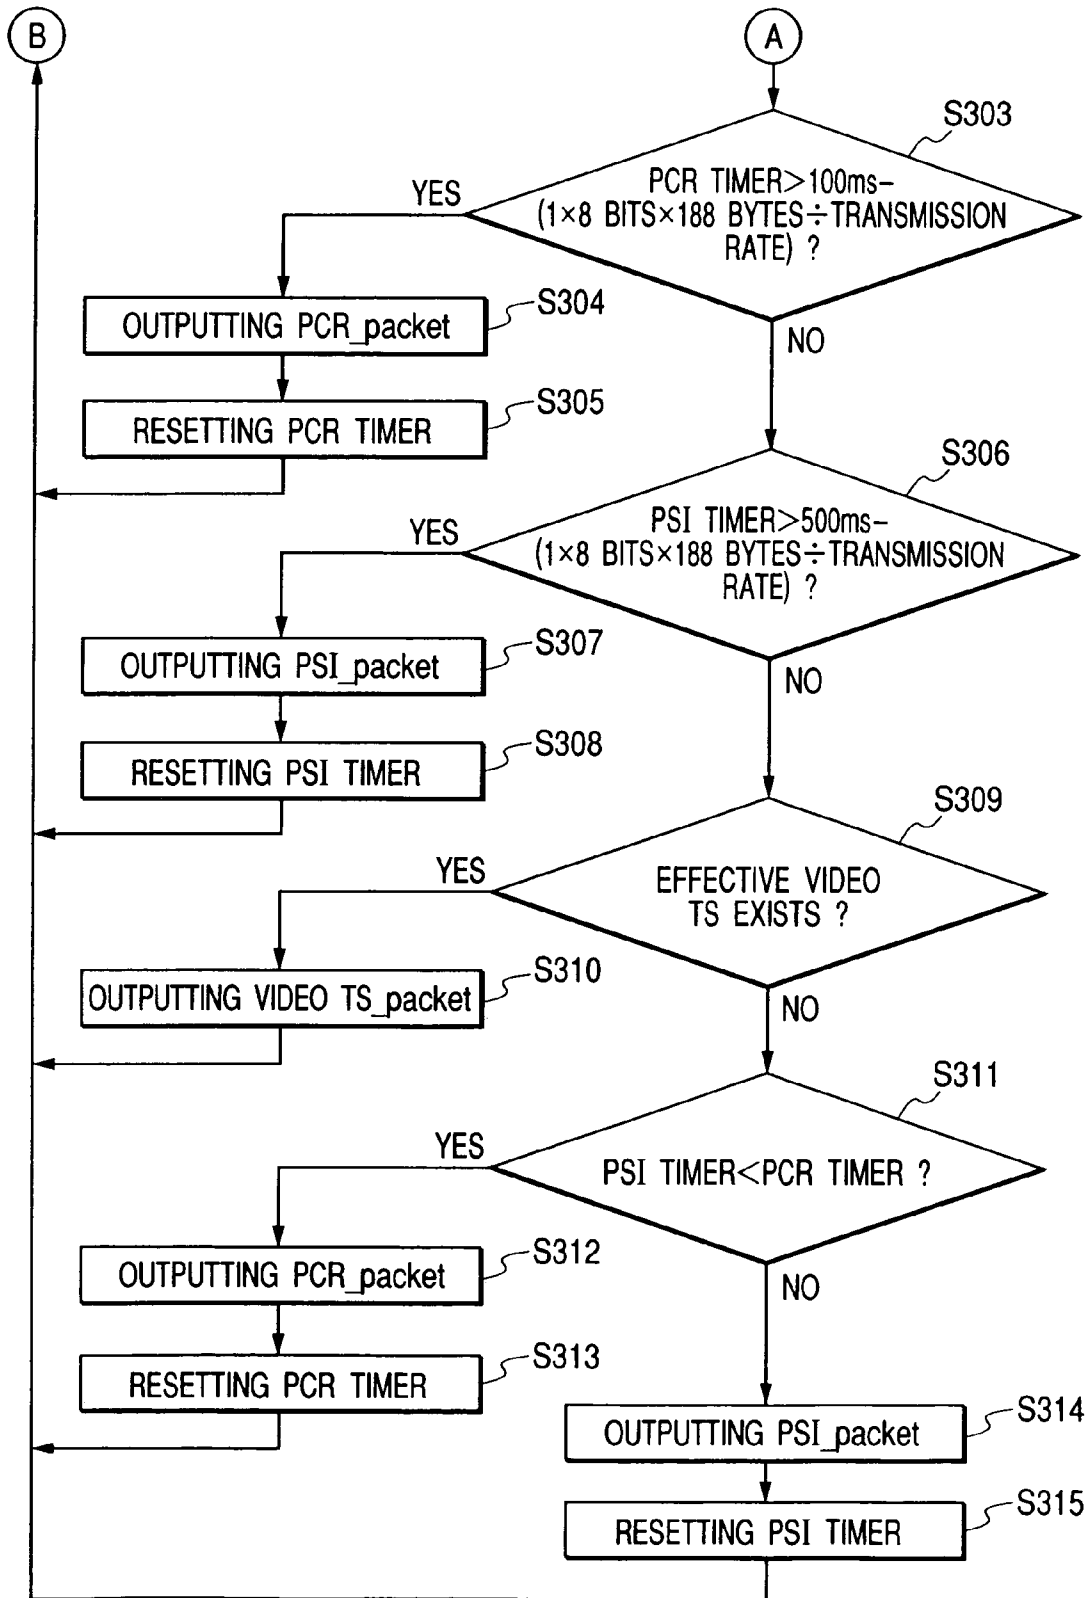 B
A
S303
PCR TIMER>100ms-
(1×8 BITS×188 BYTES÷TRANSMISSION
RATE) ?
YES
NO
OUTPUTTING PCR_packet
S304
RESETTING PCR TIMER
S305
S306
PSI TIMER>500ms-
(1×8 BITS×188 BYTES÷TRANSMISSION
RATE) ?
YES
NO
OUTPUTTING PSI_packet
S307
RESETTING PSI TIMER
S308
S309
EFFECTIVE VIDEO
TS EXISTS ?
YES
NO
OUTPUTTING VIDEO TS_packet
S310
S311
PSI TIMER<PCR TIMER ?
YES
NO
OUTPUTTING PCR_packet
S312
RESETTING PCR TIMER
S313
OUTPUTTING PSI_packet
S314
RESETTING PSI TIMER
S315